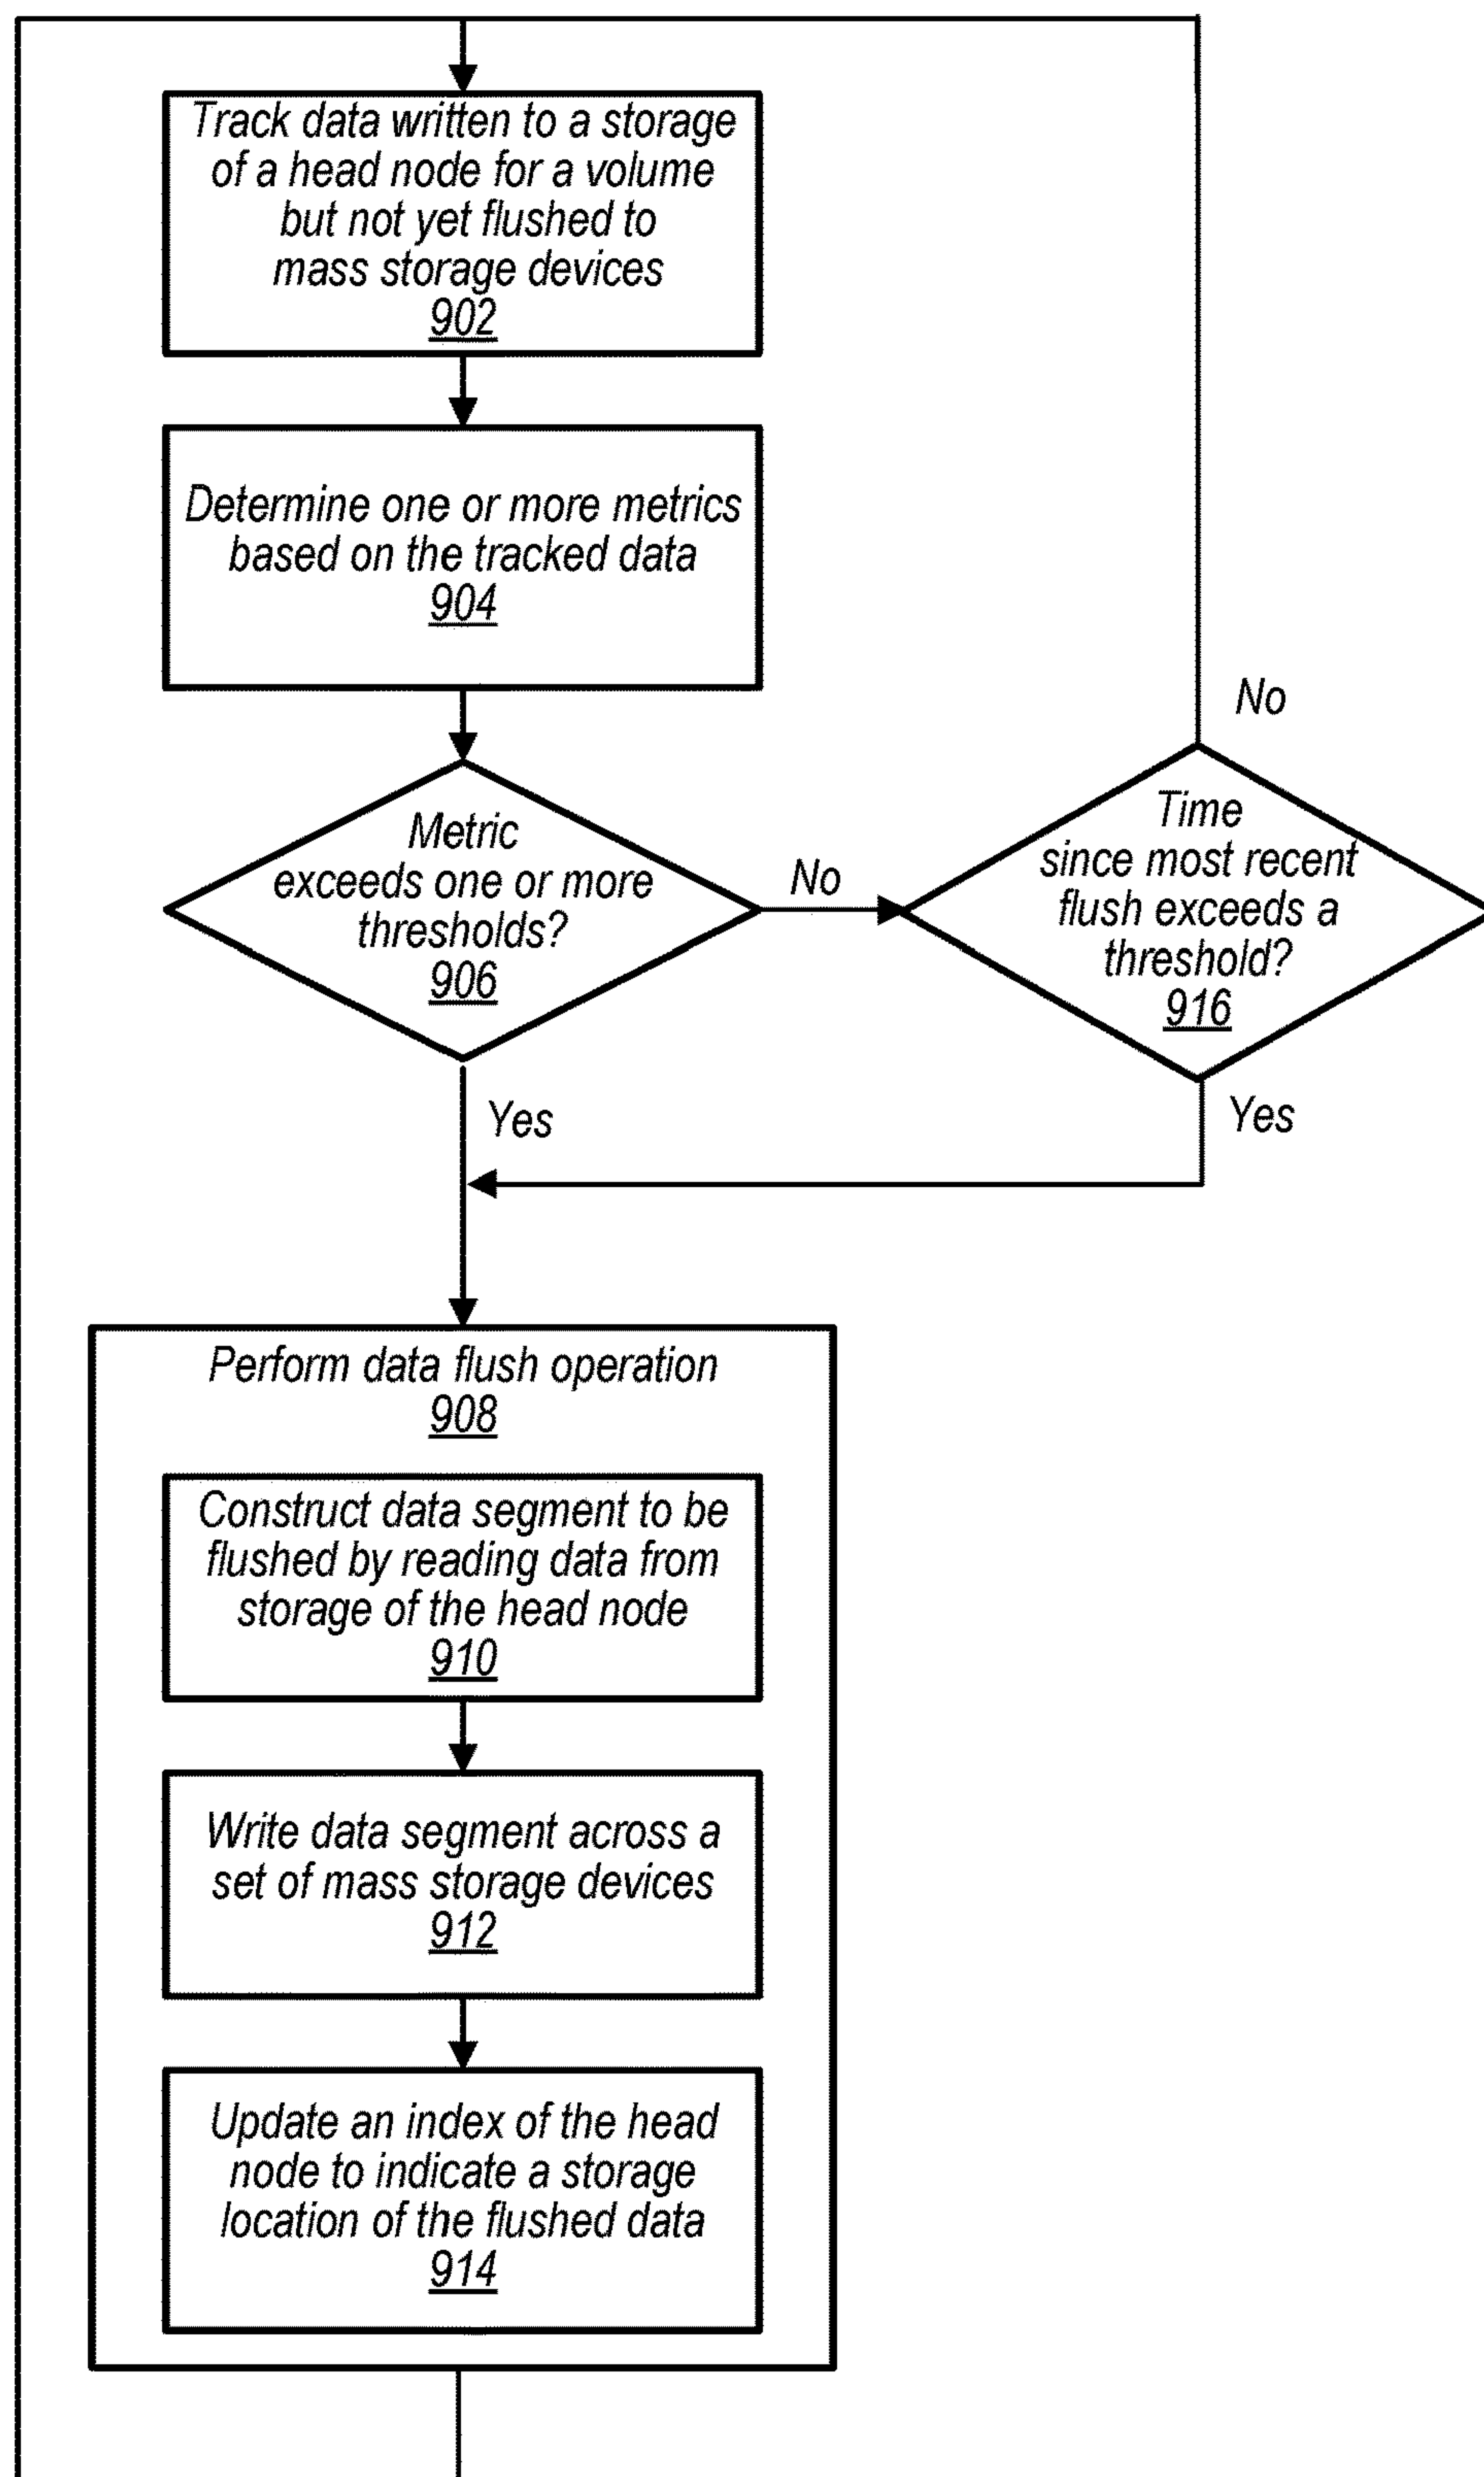 Track data written to a storage
of a head node for a volume
but not yet flushed to
mass storage devices
902
Determine one or more metrics
based on the tracked data
904
Metric
exceeds one or more
thresholds?
906
No
Time
since most recent
flush exceeds a
threshold?
916
No
Yes
Yes
Perform data flush operation
908
Construct data segment to be
flushed by reading data from
storage of the head node
910
Write data segment across a
set of mass storage devices
912
Update an index of the head
node to indicate a storage
location of the flushed data
914